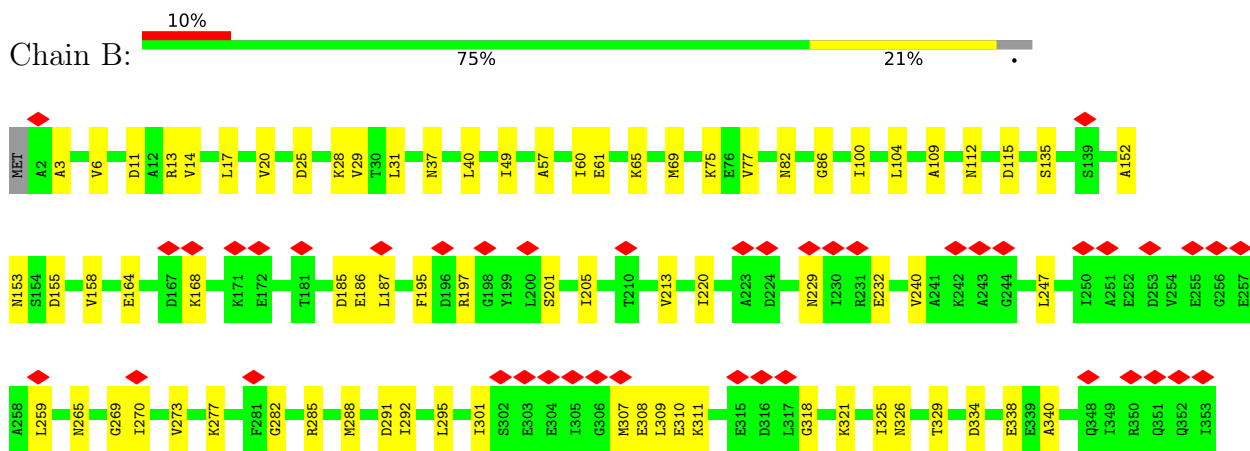 10%
Chain B:
75% 21% •
MET A2 A3 V6 D11 A12 R13 V14 L17 V20 D25 K28 V29 T30 L31 N37 L40 I49 A57 I60 E61 K65 M69 K75 E76 V77 N82 G86 I100 L104 A109 N112 D115 S135 S139 A152
N153 S154 D155 V158 E164 D167 K168 K171 E172 T181 D185 E186 L187 F195 D196 R197 G198 Y199 L200 S201 I205 T210 V213 I220 A223 D224 N229 I230 R231 E232 V240 A241 K242 A243 G244 L247 I250 A251 E252 D253 V254 E255 G256 E257
A258 L259 N265 G269 I270 V273 K277 F281 G282 R285 M288 D291 I292 L295 I301 S302 E303 E304 I305 G306 M307 E308 L309 E310 K311 E315 D316 L317 G318 K321 I325 N326 T329 D334 E338 E339 A340 Q348 I349 R350 Q351 Q352 I353